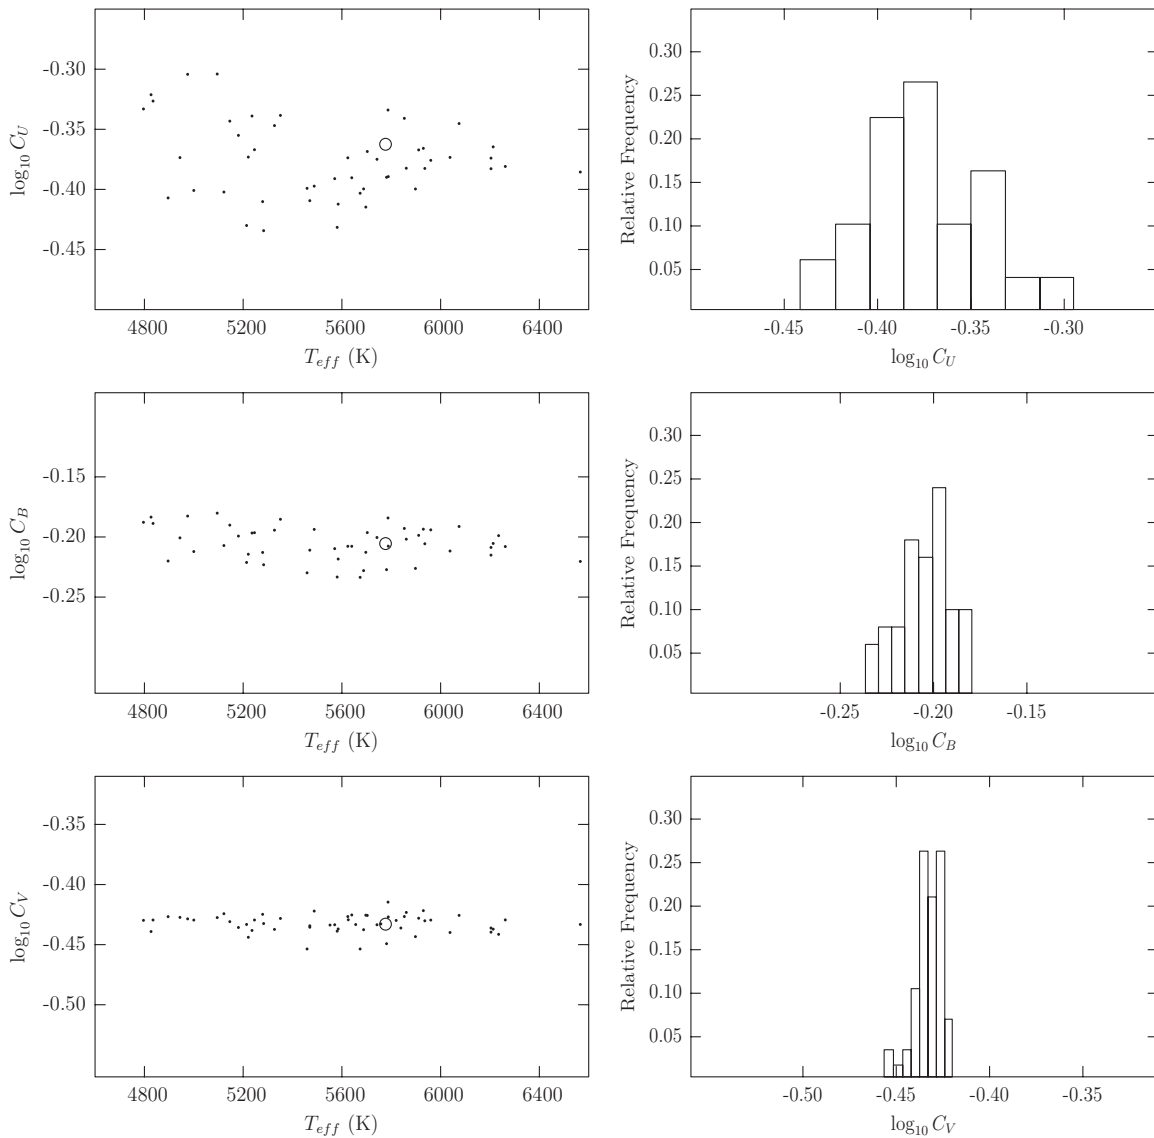 -0.30
-0.35
-0.40
-0.45
log10 CU
4800 5200 5600 6000 6400
Teff (K)
0.30
0.25
0.20
0.15
0.10
0.05
Relative Frequency
-0.45 -0.40 -0.35 -0.30
log10 CU
-0.15
-0.20
-0.25
log10 CB
4800 5200 5600 6000 6400
Teff (K)
0.30
0.25
0.20
0.15
0.10
0.05
Relative Frequency
-0.25 -0.20 -0.15
log10 CB
-0.35
-0.40
-0.45
-0.50
log10 CV
4800 5200 5600 6000 6400
Teff (K)
0.30
0.25
0.20
0.15
0.10
0.05
Relative Frequency
-0.50 -0.45 -0.40 -0.35
log10 CV